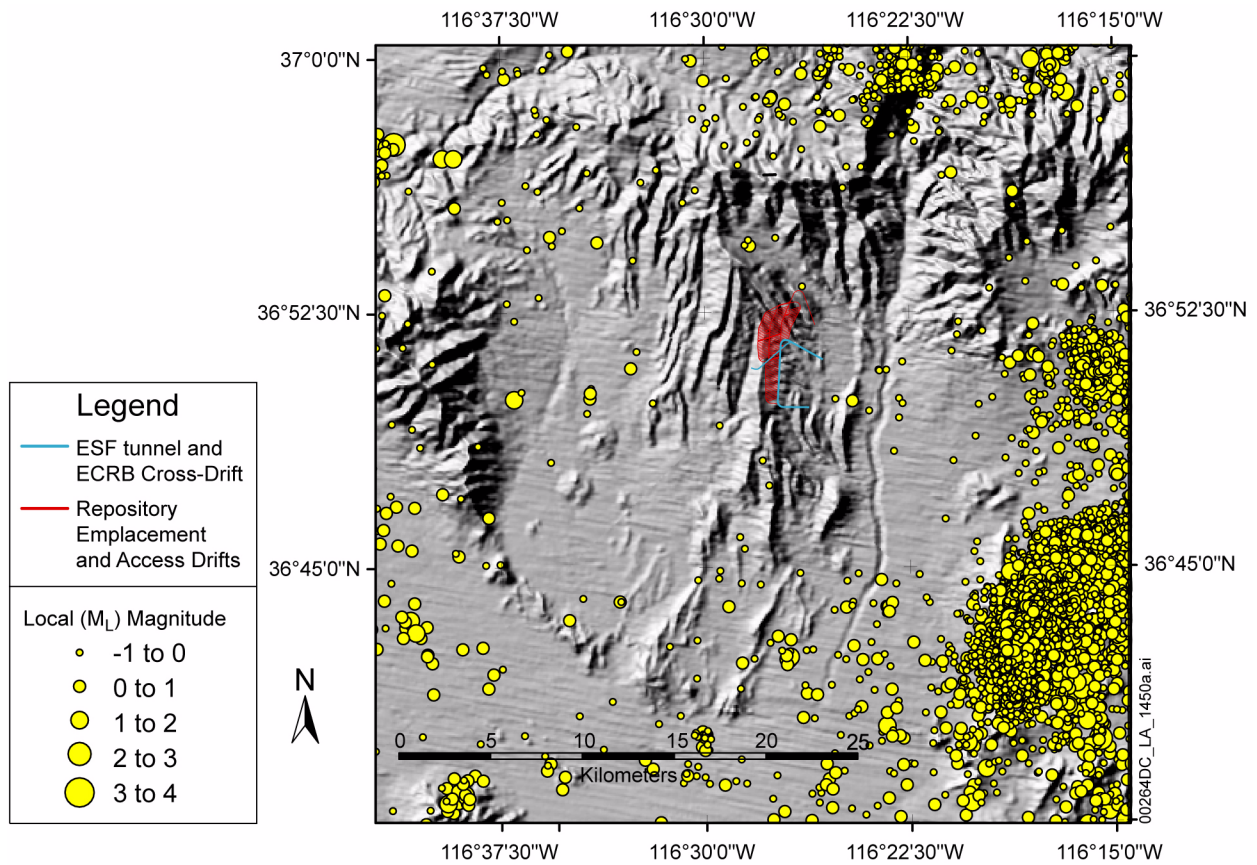 116°37'30"W 116°30'0"W 116°22'30"W 116°15'0"W
37°0'0"N
36°52'30"N
36°52'30"N
36°45'0"N
36°45'0"N
Legend
ESF tunnel and
ECRB Cross-Drift
Repository
Emplacement
and Access Drifts
Local (ML) Magnitude
-1 to 0
0 to 1
1 to 2
2 to 3
3 to 4
N
0 5 10 15 20 25
Kilometers
00264DC_LA_1450a.ai
116°37'30"W 116°30'0"W 116°22'30"W 116°15'0"W